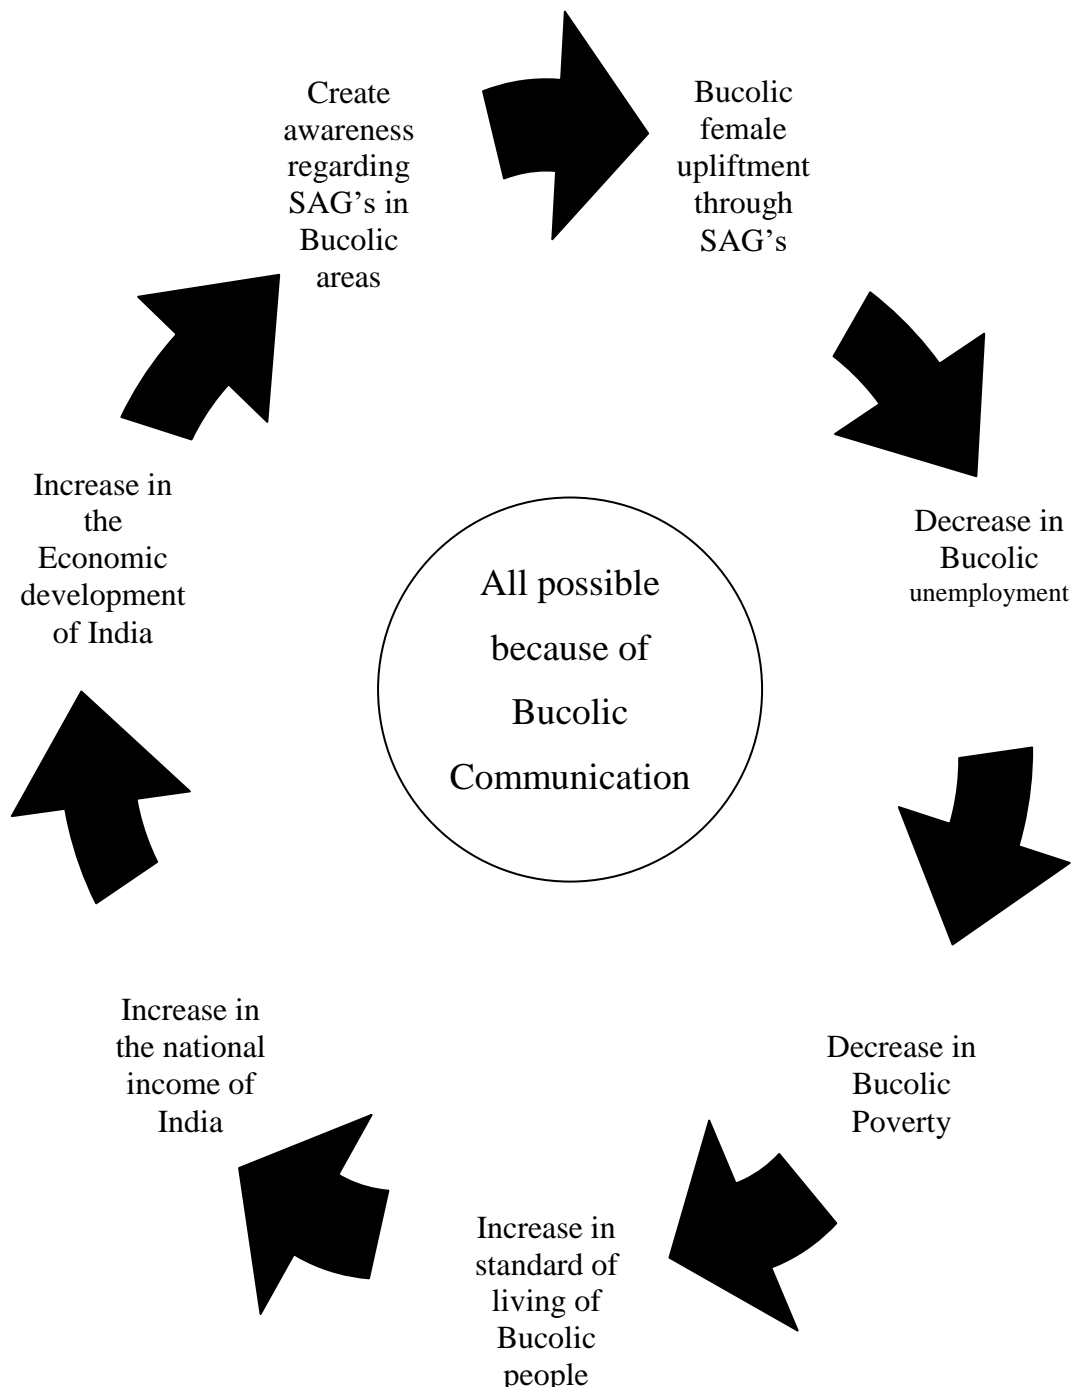 Create
awareness
regarding
SAG’s in
Bucolic
areas
Bucolic
female
upliftment
through
SAG’s
Decrease in
Bucolic
unemployment
Decrease in
Bucolic
Poverty
Increase in
standard of
living of
Bucolic
people
Increase in
the national
income of
India
Increase in
the
Economic
development
of India
All possible
because of
Bucolic
Communication